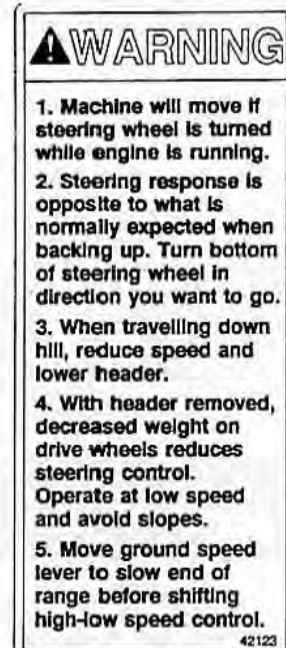 WARNING
1. Machine will move if
steering wheel is turned
while engine is running.
2. Steering response is
opposite to what is
normally expected when
backing up. Turn bottom
of steering wheel in
direction you want to go.
3. When travelling down
hill, reduce speed and
lower header.
4. With header removed,
decreased weight on
drive wheels reduces
steering control.
Operate at low speed
and avoid slopes.
5. Move ground speed
lever to slow end of
range before shifting
high-low speed control.
42123